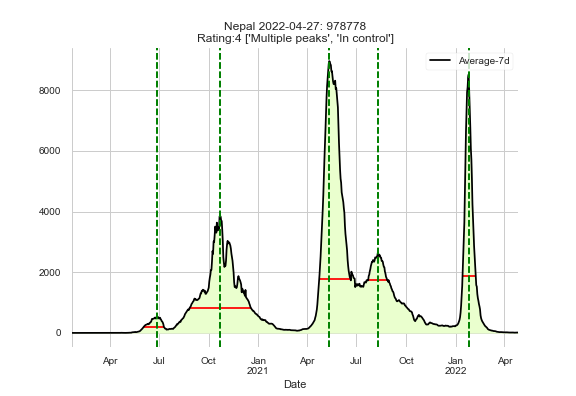 Nepal 2022-04-27: 978778
Rating:4 ['Multiple peaks', 'In control']
Average-7d
8000
6000
4000
2000
0
Apr Jul Oct Jan Apr Jul Oct Jan Apr
2021 2022
Date